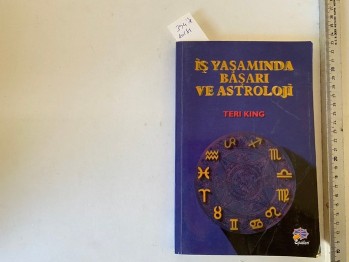 İŞ YAŞAMINDA
BAŞARI
VE ASTROLOJİ
TERI KING